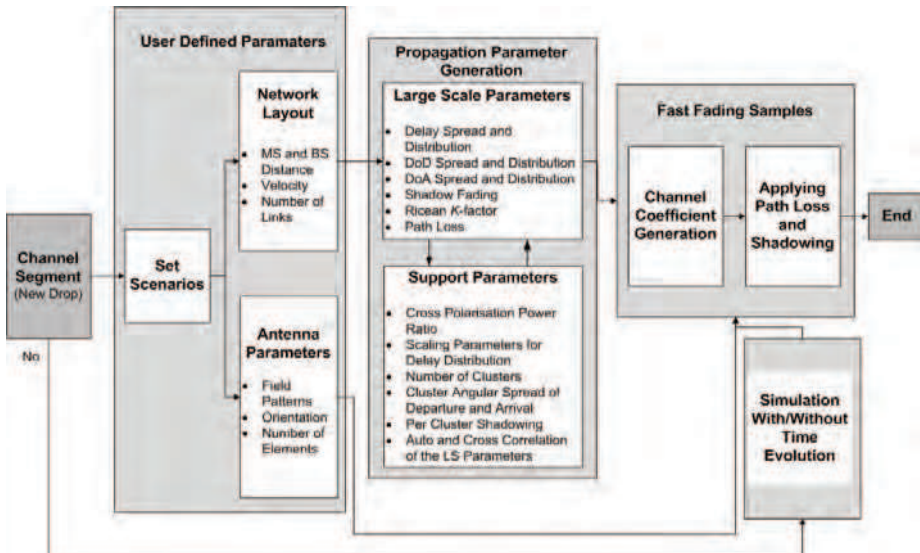 User Defined Paramaters
Network
Layout
• MS and BS
Distance
• Velocity
• Number of
Links
Channel
Segment
(New Drop)
Set
Scenarios
No
Antenna
Parameters
• Field
Patterns
• Orientation
• Number of
Elements
Propagation Parameter
Generation
Large Scale Parameters
• Delay Spread and
Distribution
• DoD Spread and Distribution
• DoA Spread and Distribution
• Shadow Fading
• Ricean K-factor
• Path Loss
Support Parameters
• Cross Polarisation Power
Ratio
• Scaling Parameters for
Delay Distribution
• Number of Clusters
• Cluster Angular Spread of
Departure and Arrival
• Per Cluster Shadowing
• Auto and Cross Correlation
of the LS Parameters
Fast Fading Samples
Channel
Coefficient
Generation
Applying
Path Loss
and
Shadowing
End
Simulation
With/Without
Time
Evolution